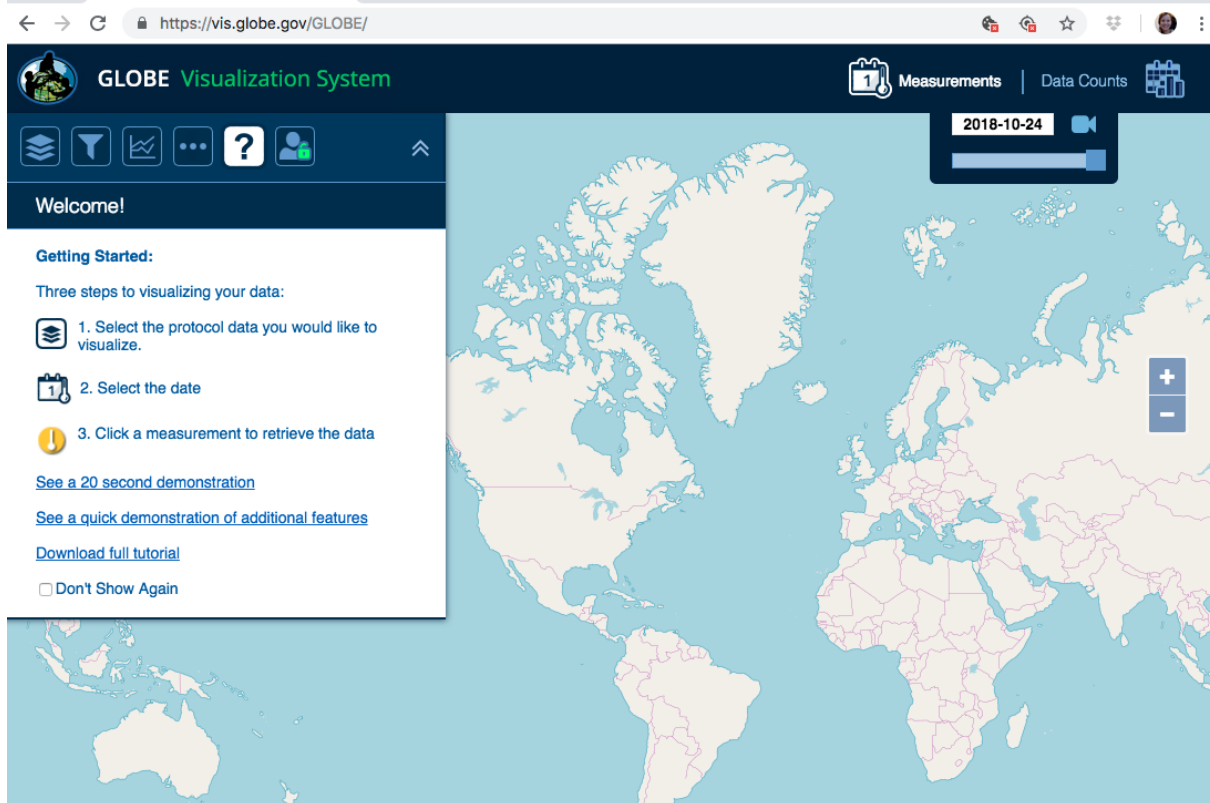 https://vis.globe.gov/GLOBE/
GLOBE Visualization System
1
Measurements
Data Counts
?
2018-10-24
Welcome!
Getting Started:
Three steps to visualizing your data:
1. Select the protocol data you would like to
visualize.
1
2. Select the date
3. Click a measurement to retrieve the data
See a 20 second demonstration
See a quick demonstration of additional features
Download full tutorial
Don't Show Again
+
−